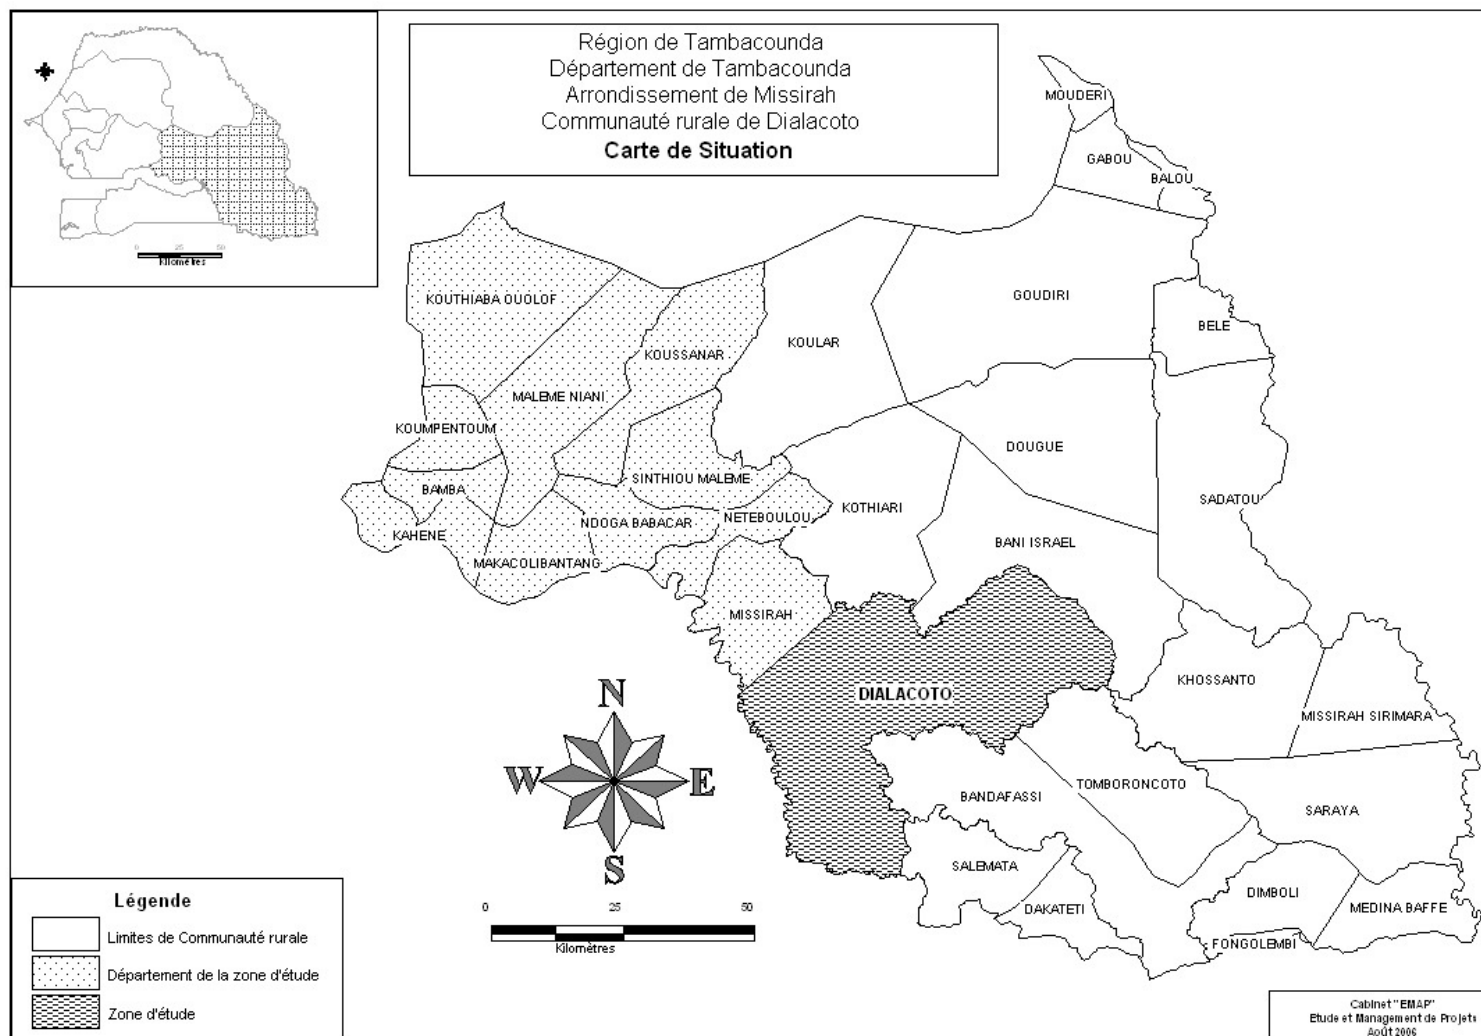 Région de Tambacounda
Département de Tambacounda
Arrondissement de Missirah
Communauté rurale de Dialacoto
Carte de Situation
0 25 50
Kilomètres
MOUDERI
GABOU
BALOU
KOUTHIABA OUOLOF
GOUDIRI
BELE
KOULAR
KOUSSANAR
MALEME NIANI
KOUMPENTOUM
DOUGUE
SINTHIOU MALEME
BAMBA
SADATOU
KOTHIARI
NETEBOULOU
NDOGA BABACAR
KAHENE
BANI ISRAEL
MAKACOLIBANTANG
MISSIRAH
KHOSSANTO
DIALACOTO
MISSIRAH SIRIMARA
TOMBORONCOTO
BANDAFASSI
SARAYA
SALEMATA
DIMBOLI
DAKATETI
MEDINA BAFFE
FONGOLEMBI
N
W E
S
0 25 50
Kilomètres
Légende
Limites de Communauté rurale
Département de la zone d'étude
Zone d'étude
Cabinet "EMAP"
Etude et Management de Projets
Août 2006